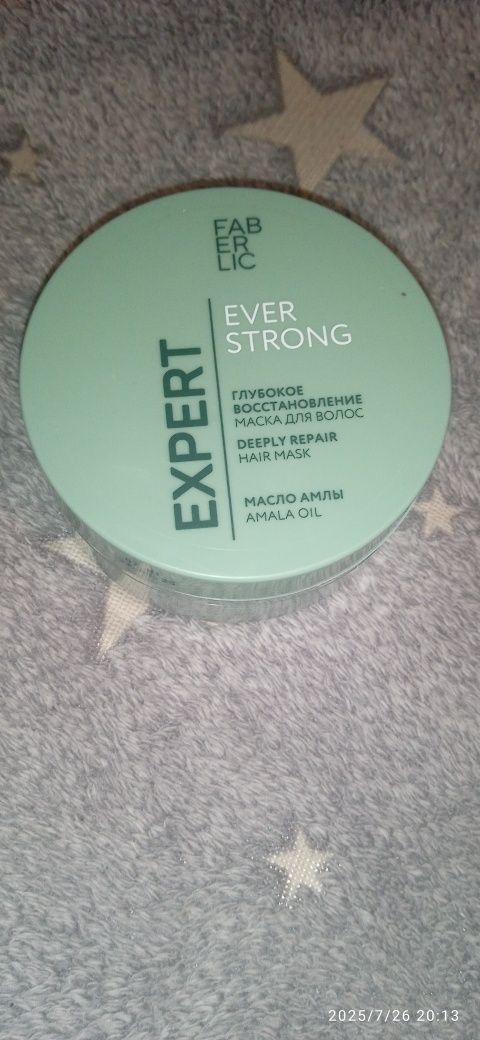 FAB
ER
LIC
EXPERT
EVER
STRONG
ГЛУБОКОЕ
ВОССТАНОВЛЕНИЕ
МАСКА ДЛЯ ВОЛОС
DEEPLY REPAIR
HAIR MASK
МАСЛО АМЛЫ
AMALA OIL
2025/7/26 20:13